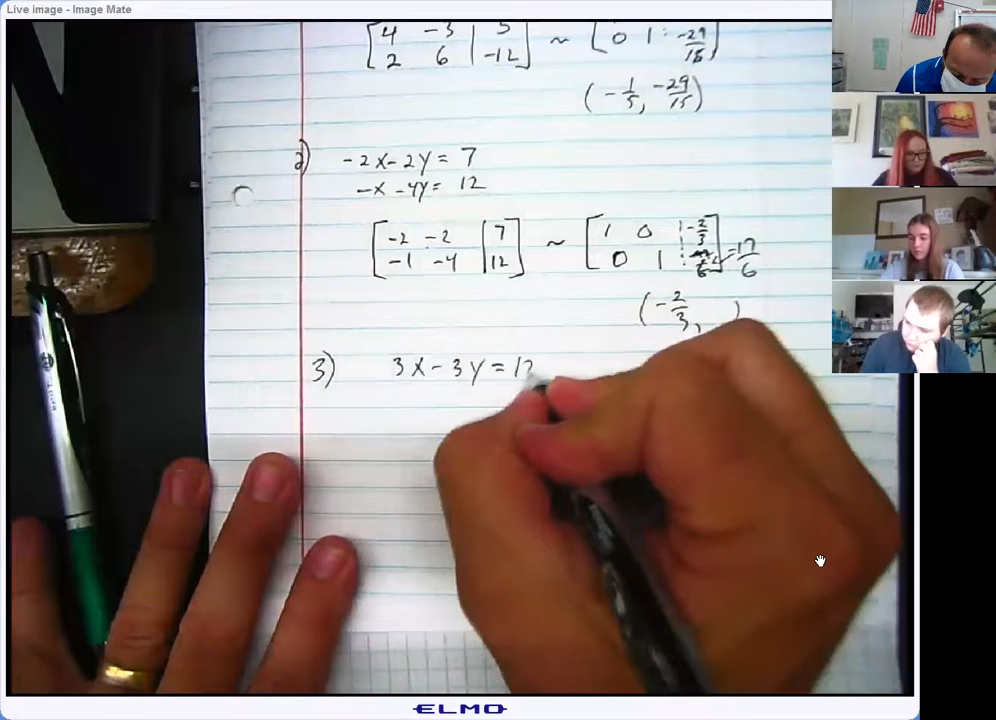 Live image - Image Mate
[ 4 -3 | 5
2 6 | -12 ] ~ [ 0 1 : -29/15 ]
(-1/5, -29/15)
2) -2x-2y = 7
-x -4y = 12
[ -2 -2 | 7
-1 -4 | 12 ] ~ [ 1 0 : -2/3
0 1 : ] -17/6
(-2/3, )
3) 3x-3y=12
ELMO